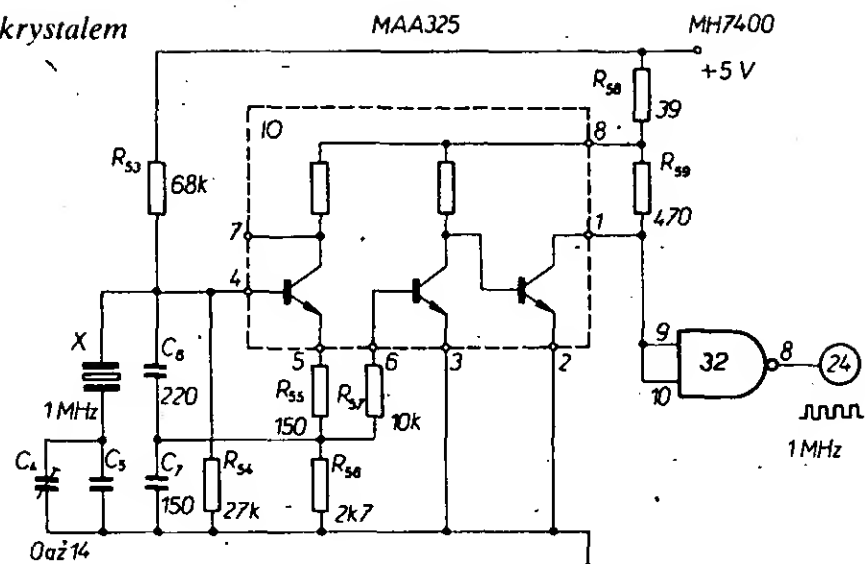 krystalem
MAA325
MH7400
+5 V
R58
39
IO
8
R53
68k
R59
470
7
1
4
X
C6
5
6
3
2
9
32
8
24
10
220
R55
R57
1 MHz
150
10k
1 MHz
C4
C5
C7
R54
R56
150
27k
2k7
0až14